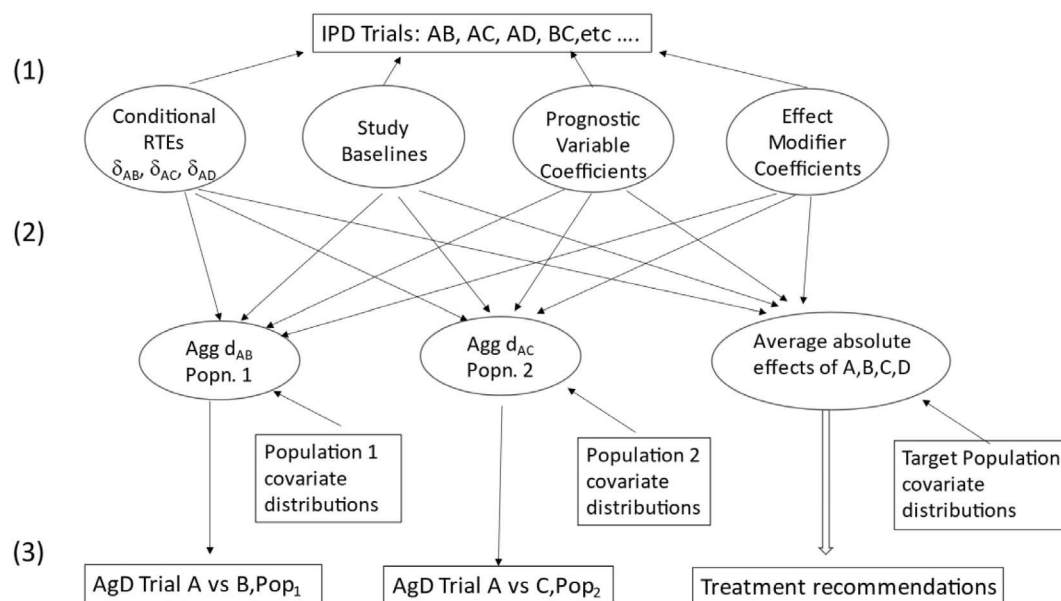 IPD Trials: AB, AC, AD, BC,etc ....
(1)
Conditional
RTEs
δAB, δAC, δAD
Study
Baselines
Prognostic
Variable
Coefficients
Effect
Modifier
Coefficients
(2)
Agg dAB
Popn. 1
Agg dAC
Popn. 2
Average absolute
effects of A,B,C,D
Population 1
covariate
distributions
Population 2
covariate
distributions
Target Population
covariate
distributions
(3)
AgD Trial A vs B,Pop1
AgD Trial A vs C,Pop2
Treatment recommendations